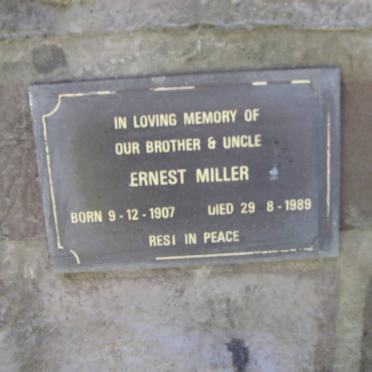 IN LOVING MEMORY OF
OUR BROTHER & UNCLE
ERNEST MILLER
BORN 9-12-1907 DIED 29 8-1989
REST IN PEACE